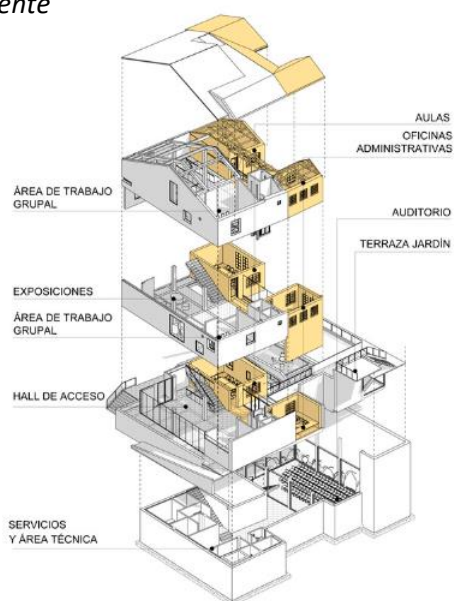 ente
AULAS
OFICINAS
ADMINISTRATIVAS
ÁREA DE TRABAJO
GRUPAL
AUDITORIO
TERRAZA JARDÍN
EXPOSICIONES
ÁREA DE TRABAJO
GRUPAL
HALL DE ACCESO
SERVICIOS
Y ÁREA TÉCNICA